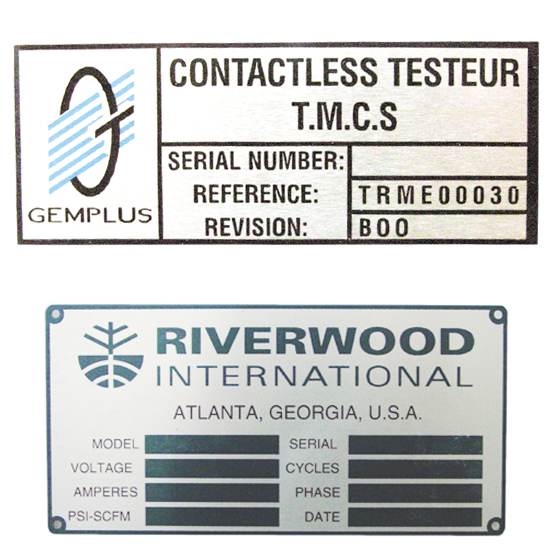 CONTACTLESS TESTEUR
T.M.C.S
GEMPLUS
SERIAL NUMBER:
REFERENCE: TRME00030
REVISION: B00
RIVERWOOD
INTERNATIONAL
ATLANTA, GEORGIA, U.S.A.
MODEL SERIAL
VOLTAGE CYCLES
AMPERES PHASE
PSI-SCFM DATE